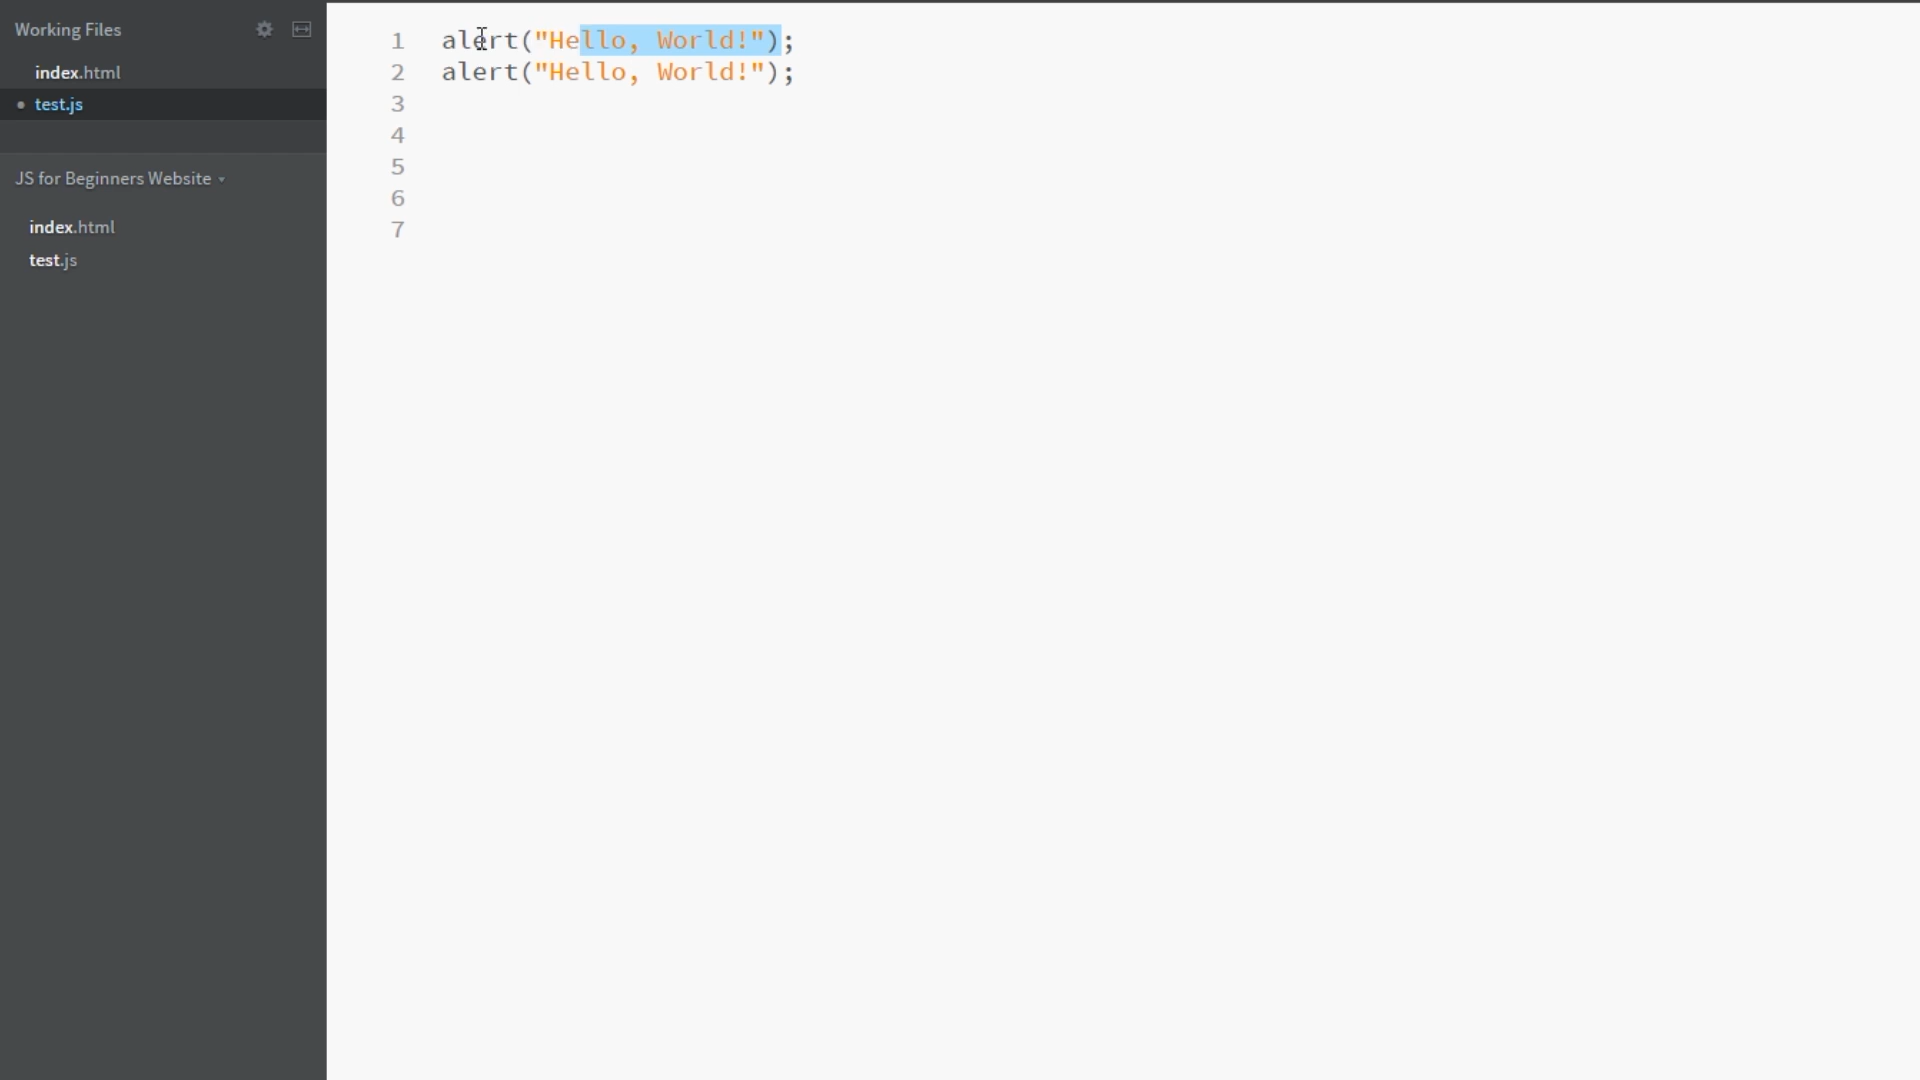 Working Files
index.html
test.js
JS for Beginners Website
index.html
test.js
1 alert("Hello, World!");
2 alert("Hello, World!");
3
4
5
6
7